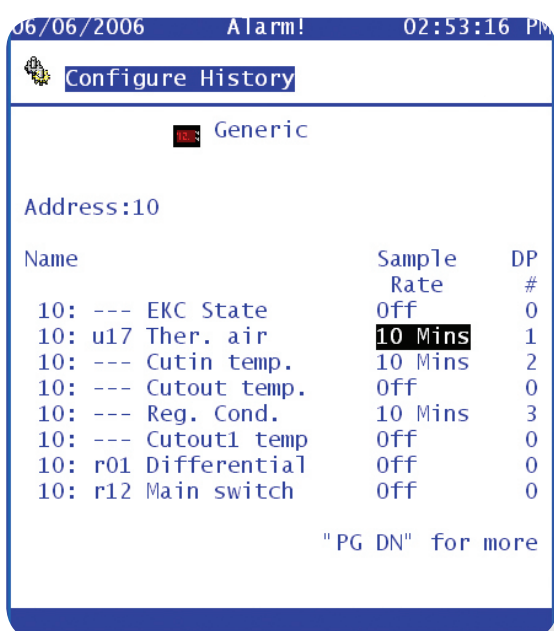 06/06/2006 Alarm! 02:53:16 PM
Configure History
Generic
Address:10
Name Sample DP
Rate #
10: --- EKC State Off 0
10: u17 Ther. air 10 Mins 1
10: --- Cutin temp. 10 Mins 2
10: --- Cutout temp. Off 0
10: --- Reg. Cond. 10 Mins 3
10: --- Cutout1 temp Off 0
10: r01 Differential Off 0
10: r12 Main switch Off 0
"PG DN" for more